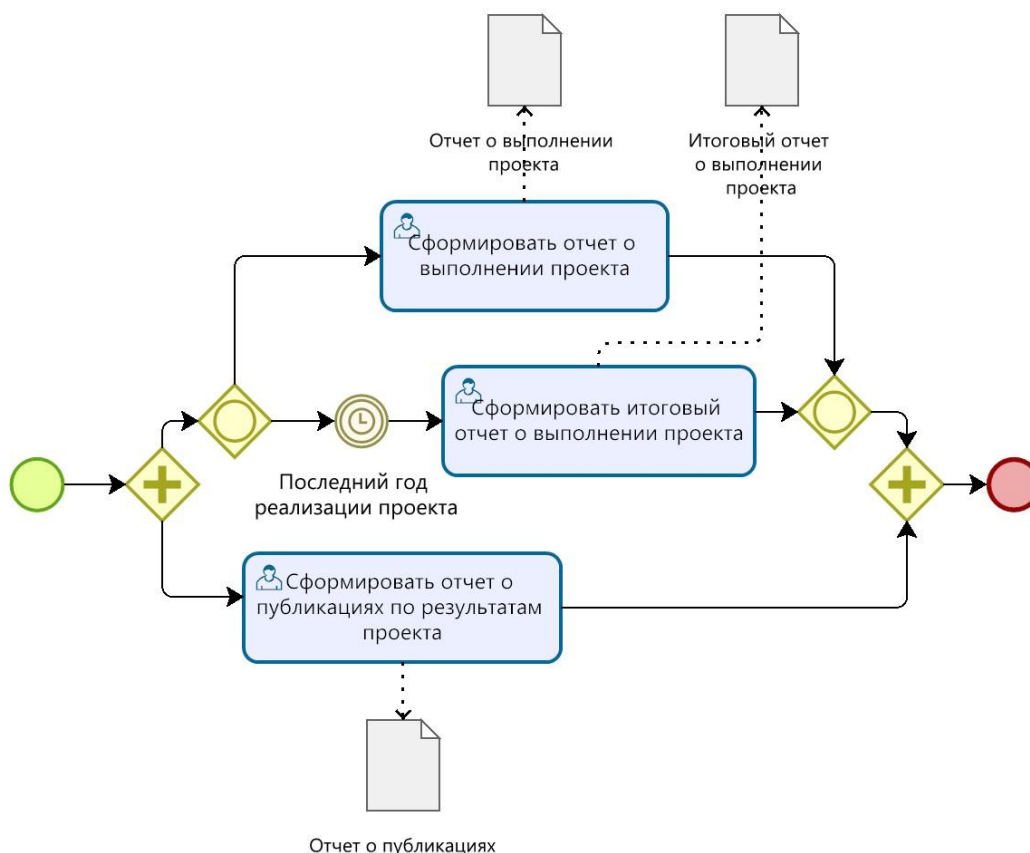 Отчет о выполнении
проекта
Итоговый отчет
о выполнении
проекта
Сформировать отчет о
выполнении проекта
Сформировать итоговый
отчет о выполнении проекта
Последний год
реализации проекта
Сформировать отчет о
публикациях по результатам
проекта
Отчет о публикациях